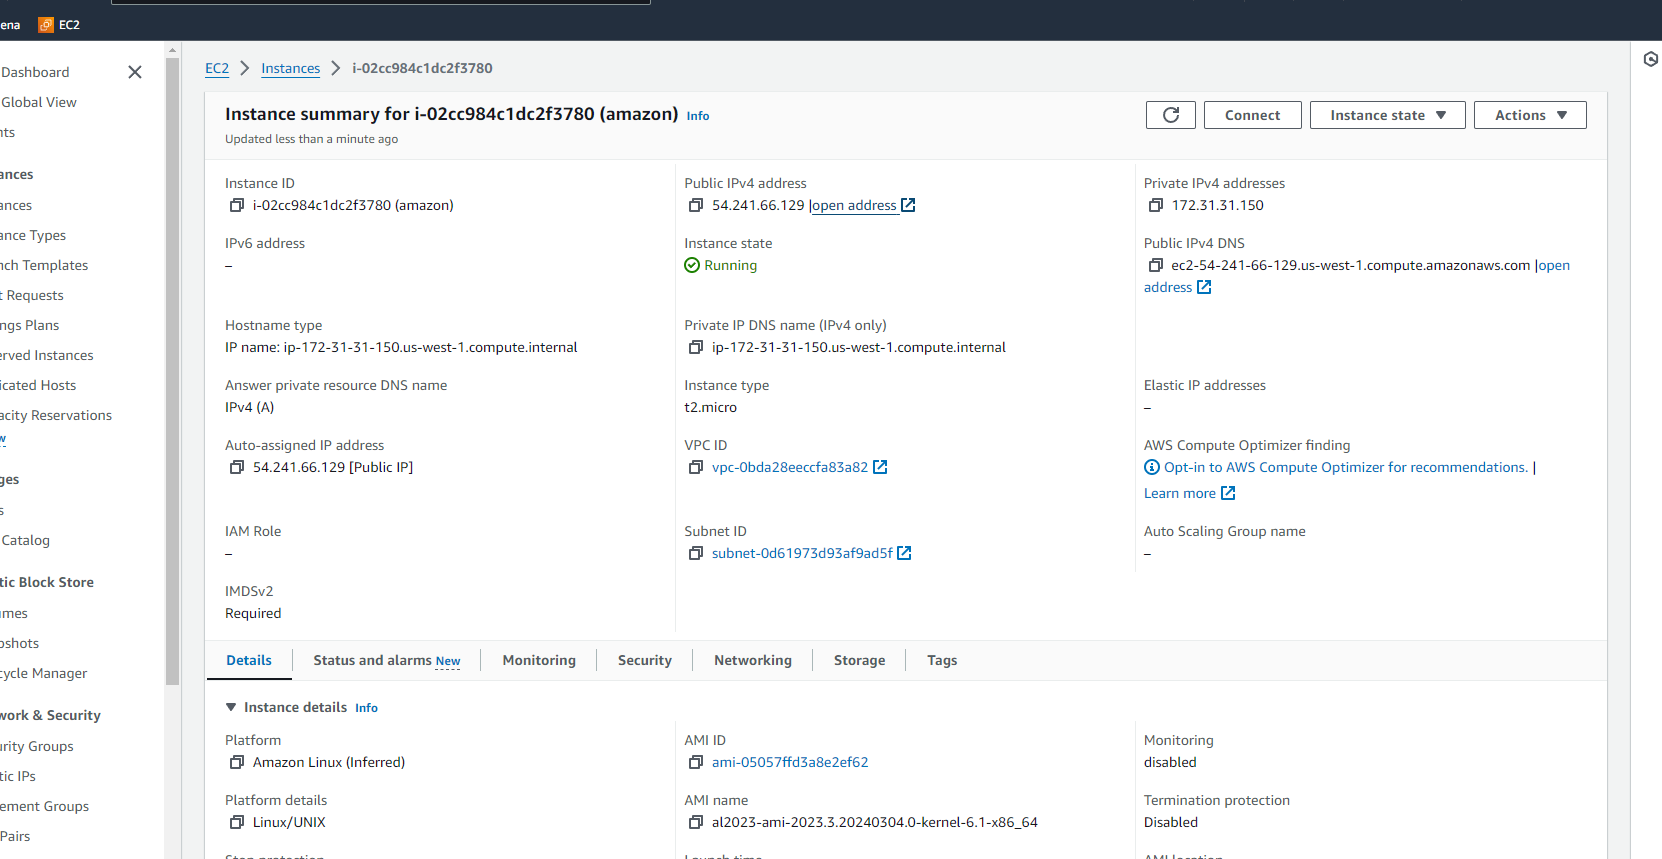 ena EC2
Dashboard
Global View
nts
ances
ances
ance Types
nch Templates
t Requests
ngs Plans
erved Instances
icated Hosts
acity Reservations
w
ges
s
Catalog
tic Block Store
umes
pshots
cycle Manager
work & Security
urity Groups
tic IPs
ement Groups
Pairs
EC2 Instances i-02cc984c1dc2f3780
Instance summary for i-02cc984c1dc2f3780 (amazon) Info
Updated less than a minute ago
Connect Instance state Actions
Instance ID
i-02cc984c1dc2f3780 (amazon)
Public IPv4 address
54.241.66.129 |open address
Private IPv4 addresses
172.31.31.150
IPv6 address
–
Instance state
Running
Public IPv4 DNS
ec2-54-241-66-129.us-west-1.compute.amazonaws.com |open
address
Hostname type
IP name: ip-172-31-31-150.us-west-1.compute.internal
Private IP DNS name (IPv4 only)
ip-172-31-31-150.us-west-1.compute.internal
Answer private resource DNS name
IPv4 (A)
Instance type
t2.micro
Elastic IP addresses
–
Auto-assigned IP address
54.241.66.129 [Public IP]
VPC ID
vpc-0bda28eeccfa83a82
AWS Compute Optimizer finding
Opt-in to AWS Compute Optimizer for recommendations. |
Learn more
IAM Role
–
Subnet ID
subnet-0d61973d93af9ad5f
Auto Scaling Group name
–
IMDSv2
Required
Details Status and alarms New Monitoring Security Networking Storage Tags
Instance details Info
Platform
Amazon Linux (Inferred)
AMI ID
ami-05057ffd3a8e2ef62
Monitoring
disabled
Platform details
Linux/UNIX
AMI name
al2023-ami-2023.3.20240304.0-kernel-6.1-x86_64
Termination protection
Disabled
Stop protection
Launch time
AMI location